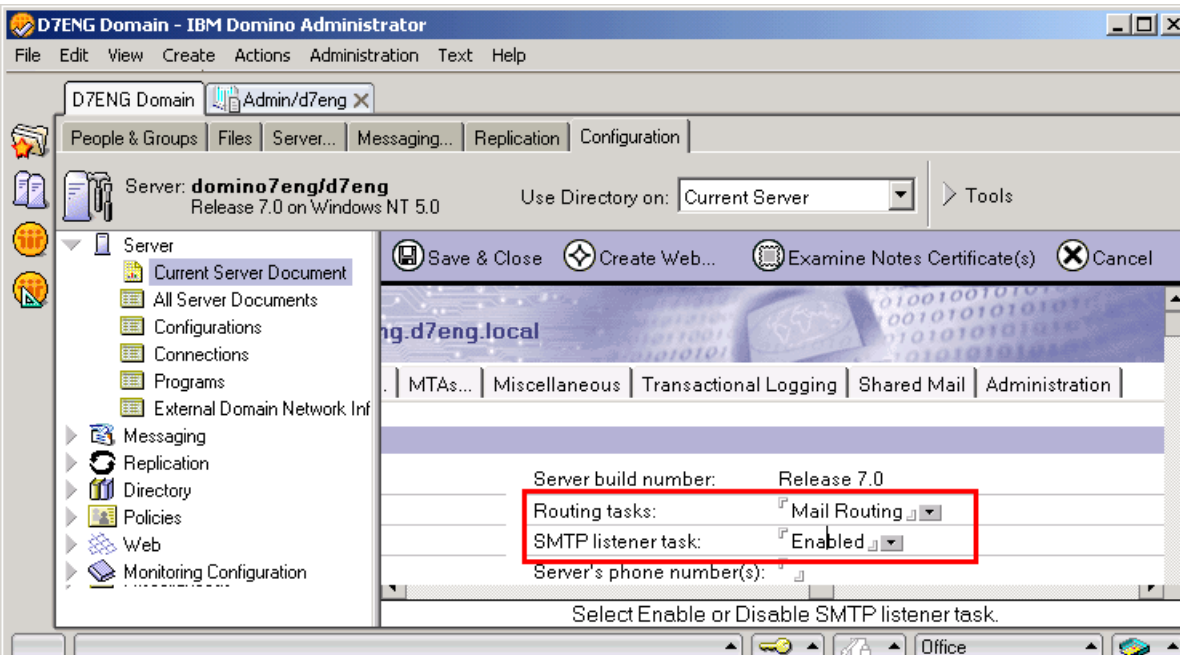 D7ENG Domain - IBM Domino Administrator
File Edit View Create Actions Administration Text Help
D7ENG Domain Admin/d7eng
People & Groups Files Server... Messaging... Replication Configuration
Server: domino7eng/d7eng
Release 7.0 on Windows NT 5.0
Use Directory on: Current Server
Tools
Server
Current Server Document
All Server Documents
Configurations
Connections
Programs
External Domain Network Inf
Messaging
Replication
Directory
Policies
Web
Monitoring Configuration
Save & Close Create Web... Examine Notes Certificate(s) Cancel
ng.d7eng.local
. MTAs... Miscellaneous Transactional Logging Shared Mail Administration
Server build number: Release 7.0
Routing tasks: Mail Routing
SMTP listener task: Enabled
Server's phone number(s):
Select Enable or Disable SMTP listener task.
Office